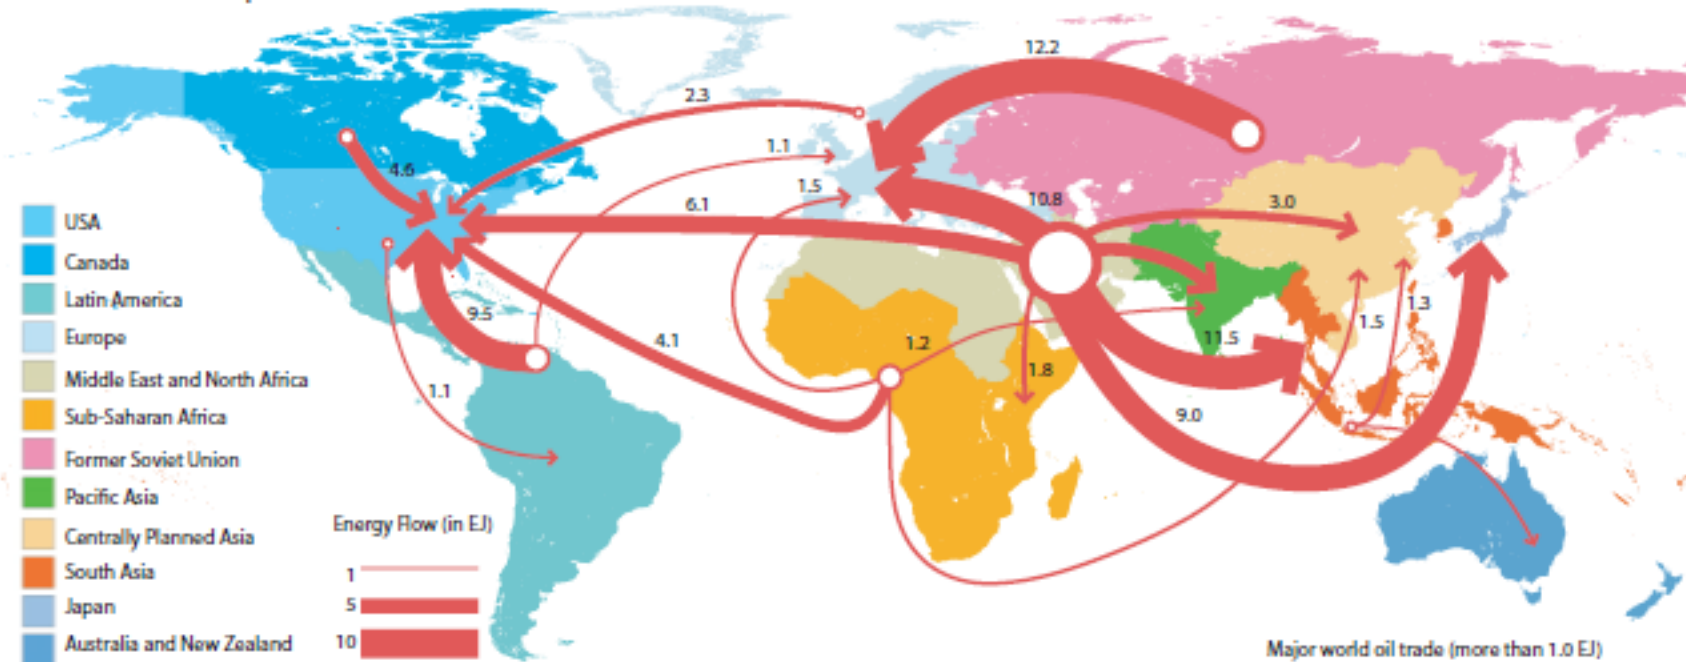 12.2
2.3
1.1
4.6
1.5
10.8
6.1
3.0
USA
Canada
Latin America
9.5
1.3
1.5
Europe
4.1
1.2
11.5
Middle East and North Africa
1.8
1.1
Sub-Saharan Africa
9.0
Former Soviet Union
Pacific Asia
Energy Flow (in EJ)
Centrally Planned Asia
South Asia
1
Japan
5
Australia and New Zealand
10
Major world oil trade (more than 1.0 EJ)